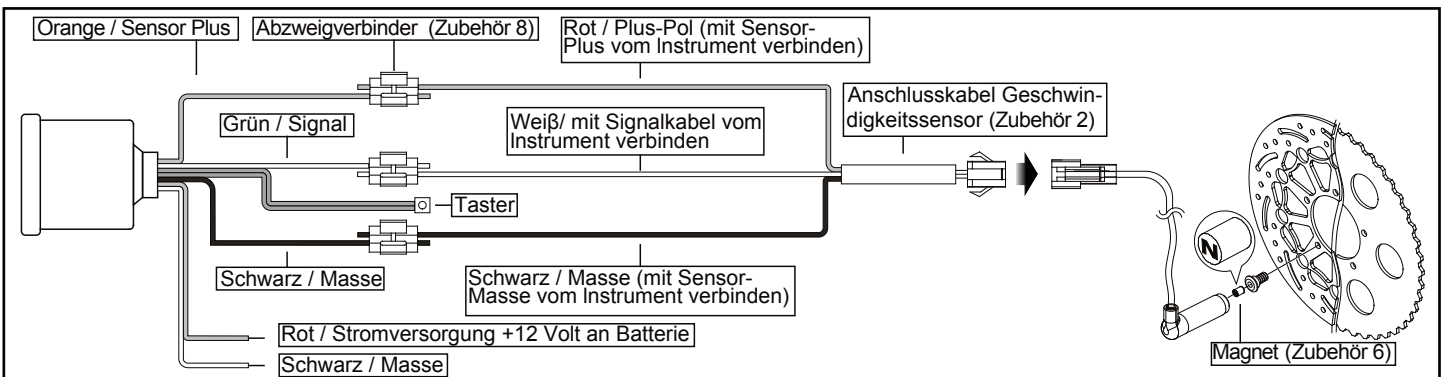 Orange / Sensor Plus
Abzweigverbinder (Zubehör 8)
Rot / Plus-Pol (mit Sensor-
Plus vom Instrument verbinden)
Anschlusskabel Geschwin-
digkeitssensor (Zubehör 2)
Grün / Signal
Weiß/ mit Signalkabel vom
Instrument verbinden
Taster
Schwarz / Masse
Schwarz / Masse (mit Sensor-
Masse vom Instrument verbinden)
N
Rot / Stromversorgung +12 Volt an Batterie
Schwarz / Masse
Magnet (Zubehör 6)